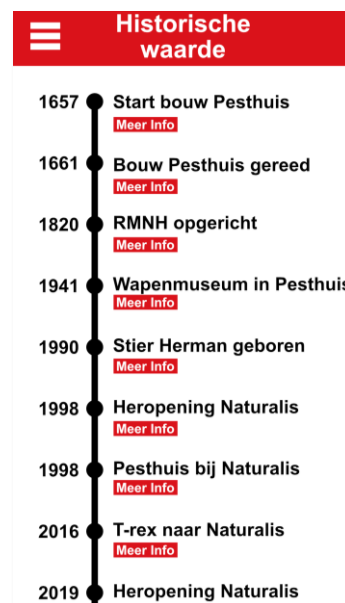 Historische
waarde
1657 Start bouw Pesthuis
Meer Info
1661 Bouw Pesthuis gereed
Meer Info
1820 RMNH opgericht
Meer Info
1941 Wapenmuseum in Pesthuis
Meer Info
1990 Stier Herman geboren
Meer Info
1998 Heropening Naturalis
Meer Info
1998 Pesthuis bij Naturalis
Meer Info
2016 T-rex naar Naturalis
Meer Info
2019 Heropening Naturalis